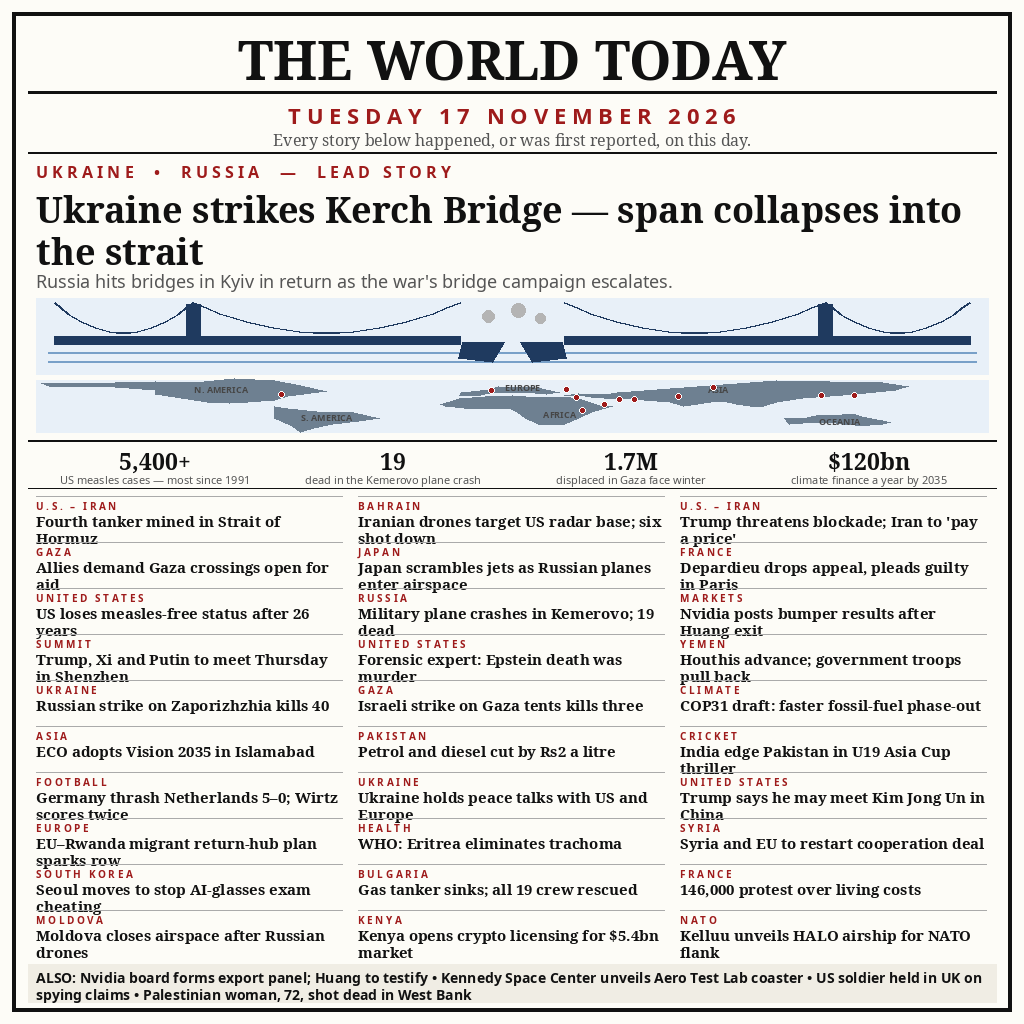 THE WORLD TODAY
TUESDAY 17 NOVEMBER 2026
Every story below happened, or was first reported, on this day.
UKRAINE • RUSSIA — LEAD STORY
Ukraine strikes Kerch Bridge — span collapses into
the strait
Russia hits bridges in Kyiv in return as the war's bridge campaign escalates.
N. AMERICA
EUROPE
ASIA
S. AMERICA
AFRICA
OCEANIA
5,400+
US measles cases — most since 1991
19
dead in the Kemerovo plane crash
1.7M
displaced in Gaza face winter
$120bn
climate finance a year by 2035
U.S. – IRAN
Fourth tanker mined in Strait of
Hormuz
BAHRAIN
Iranian drones target US radar base; six
shot down
U.S. – IRAN
Trump threatens blockade; Iran to 'pay
a price'
GAZA
Allies demand Gaza crossings open for
aid
JAPAN
Japan scrambles jets as Russian planes
enter airspace
FRANCE
Depardieu drops appeal, pleads guilty
in Paris
UNITED STATES
US loses measles-free status after 26
years
RUSSIA
Military plane crashes in Kemerovo; 19
dead
MARKETS
Nvidia posts bumper results after
Huang exit
SUMMIT
Trump, Xi and Putin to meet Thursday
in Shenzhen
UNITED STATES
Forensic expert: Epstein death was
murder
YEMEN
Houthis advance; government troops
pull back
UKRAINE
Russian strike on Zaporizhzhia kills 40
GAZA
Israeli strike on Gaza tents kills three
CLIMATE
COP31 draft: faster fossil-fuel phase-out
ASIA
ECO adopts Vision 2035 in Islamabad
PAKISTAN
Petrol and diesel cut by Rs2 a litre
CRICKET
India edge Pakistan in U19 Asia Cup
thriller
FOOTBALL
Germany thrash Netherlands 5–0; Wirtz
scores twice
UKRAINE
Ukraine holds peace talks with US and
Europe
UNITED STATES
Trump says he may meet Kim Jong Un in
China
EUROPE
EU–Rwanda migrant return-hub plan
sparks row
HEALTH
WHO: Eritrea eliminates trachoma
SYRIA
Syria and EU to restart cooperation deal
SOUTH KOREA
Seoul moves to stop AI-glasses exam
cheating
BULGARIA
Gas tanker sinks; all 19 crew rescued
FRANCE
146,000 protest over living costs
MOLDOVA
Moldova closes airspace after Russian
drones
KENYA
Kenya opens crypto licensing for $5.4bn
market
NATO
Kelluu unveils HALO airship for NATO
flank
ALSO: Nvidia board forms export panel; Huang to testify • Kennedy Space Center unveils Aero Test Lab coaster • US soldier held in UK on
spying claims • Palestinian woman, 72, shot dead in West Bank